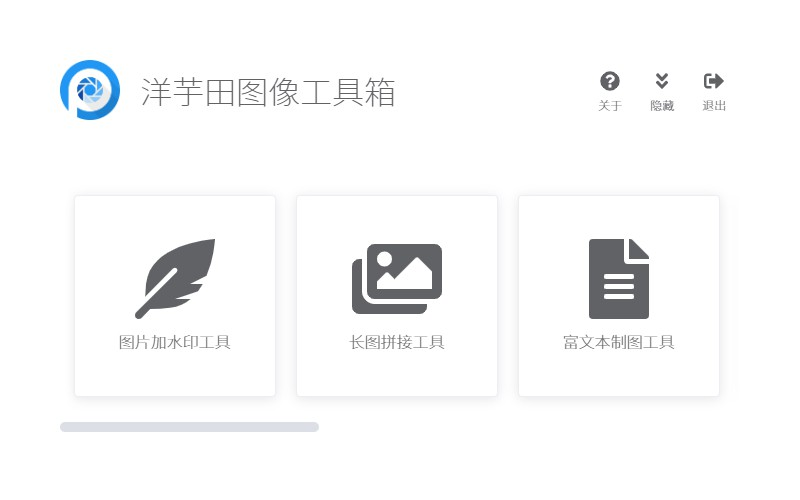 洋芋田图像工具箱
关于
隐藏
退出
图片加水印工具
长图拼接工具
富文本制图工具